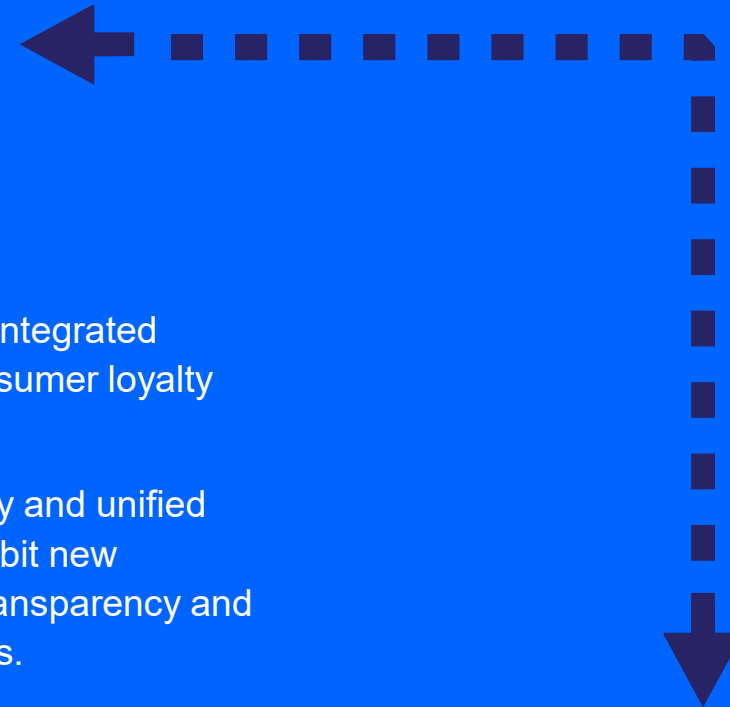 ntegrated
sumer loyalty
y and unified
bit new
ansparency and
s.